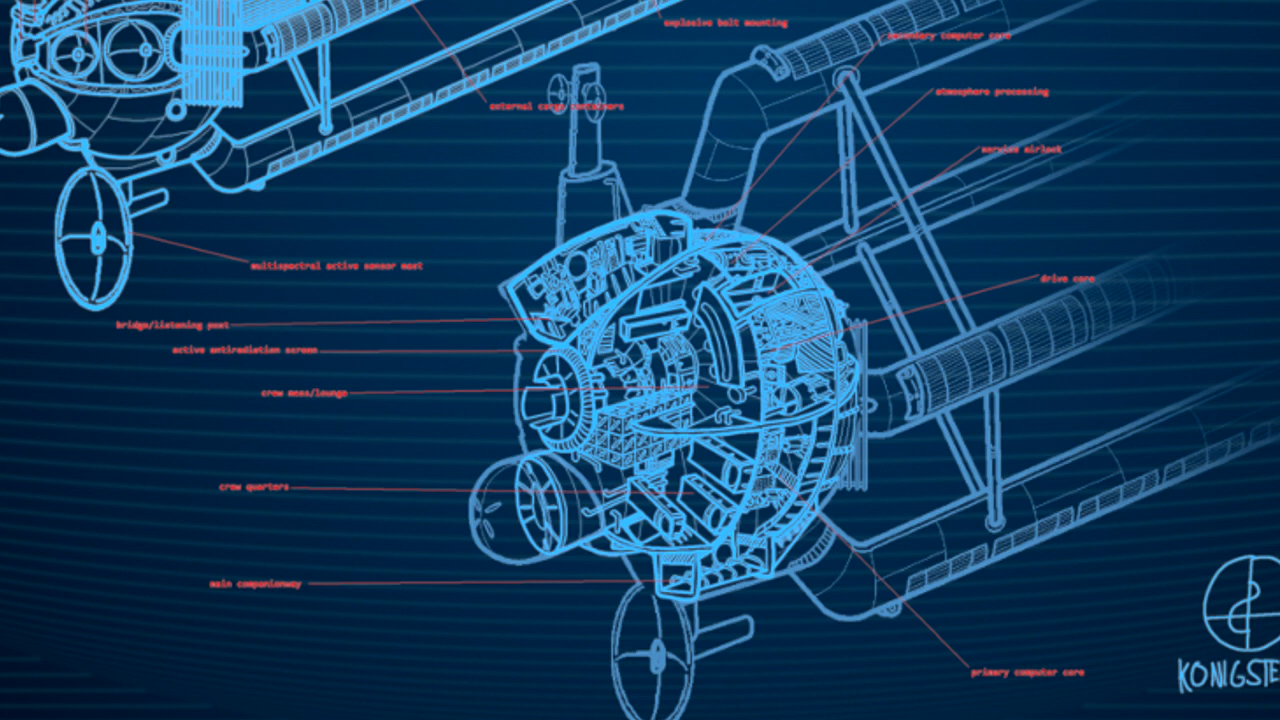 explosive bolt mounting
secondary computer core
atmosphere processing
external cargo containers
service airlock
multispectral active sensor mast
drive core
bridge/listening post
active antiradiation screen
crew mess/lounge
crew quarters
main companionway
primary computer core
KONIGSTE